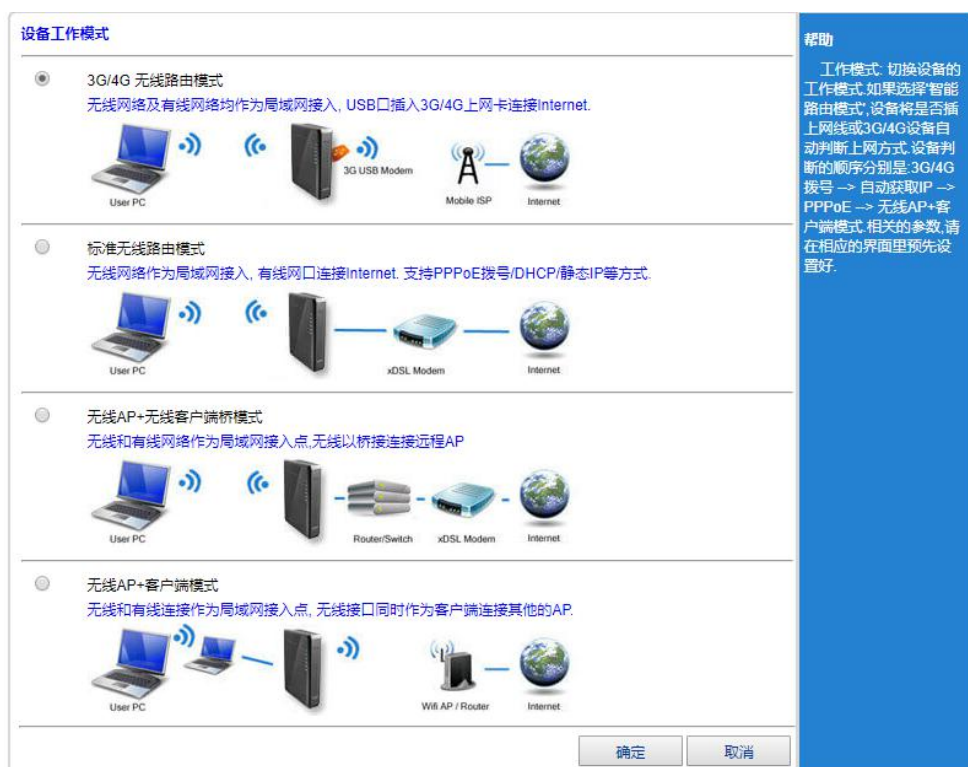 设备工作模式
3G/4G 无线路由模式
无线网络及有线网络均作为局域网接入, USB口插入3G/4G上网卡连接Internet.
3G USB Modem
User PC
Mobile ISP
Internet
标准无线路由模式
无线网络作为局域网接入, 有线网口连接Internet. 支持PPPoE拨号/DHCP/静态IP等方式.
User PC
xDSL Modem
Internet
无线AP+无线客户端桥模式
无线和有线网络作为局域网接入点,无线以桥接连接远程AP
User PC
Router/Switch
xDSL Modem
Internet
无线AP+客户端模式
无线和有线连接作为局域网接入点, 无线接口同时作为客户端连接其他的AP.
User PC
Wifi AP / Router
Internet
确定
取消
帮助
工作模式: 切换设备的
工作模式.如果选择'智能
路由模式',设备将是否插
上网线或3G/4G设备自
动判断上网方式.设备判
断的顺序分别是:3G/4G
拨号 --> 自动获取IP -->
PPPoE --> 无线AP+客
户端模式.相关的参数,请
在相应的界面里预先设
置好.